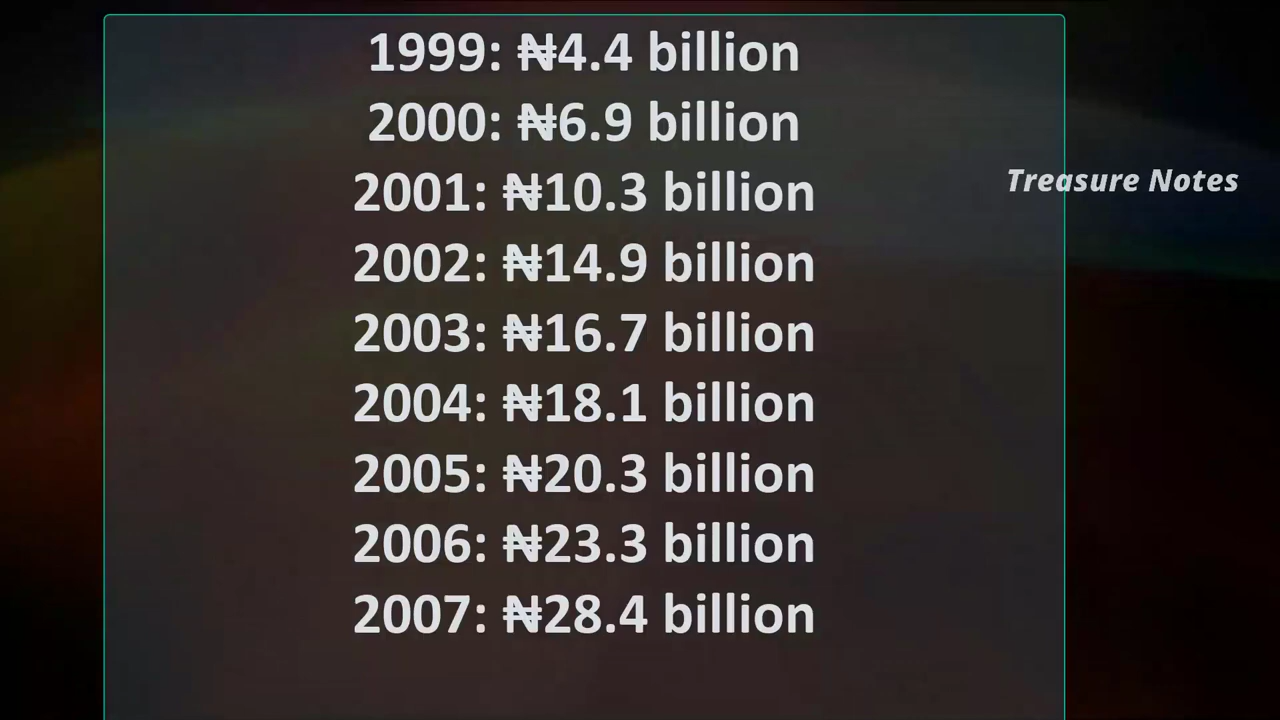 1999: ₦4.4 billion
2000: ₦6.9 billion
2001: ₦10.3 billion
Treasure Notes
2002: ₦14.9 billion
2003: ₦16.7 billion
2004: ₦18.1 billion
2005: ₦20.3 billion
2006: ₦23.3 billion
2007: ₦28.4 billion